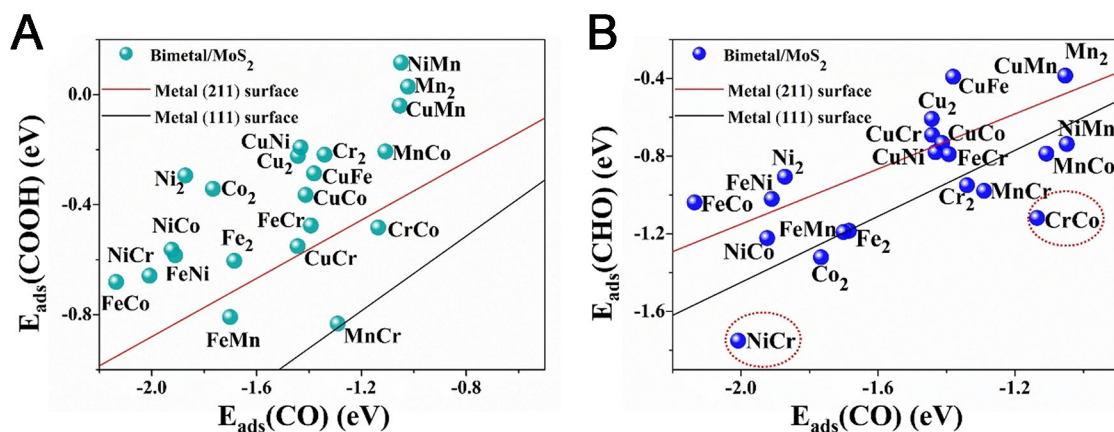 A
Bimetal/MoS2
Metal (211) surface
Metal (111) surface
NiMn
Mn2
CuMn
CuNi
Cu2
Cr2
MnCo
CuFe
CuCo
Ni2
Co2
FeCr
CrCo
NiCo
Fe2
CuCr
NiCr
FeNi
FeCo
FeMn
MnCr
0.0
-0.4
-0.8
-2.0
-1.6
-1.2
-0.8
Eads(COOH) (eV)
Eads(CO) (eV)
B
Bimetal/MoS2
Metal (211) surface
Metal (111) surface
Mn2
CuMn
CuFe
Cu2
CuCr
CuCo
NiMn
CuNi
FeCr
MnCo
Ni2
FeNi
FeCo
Cr2
MnCr
CrCo
NiCo
FeMn
Fe2
Co2
NiCr
-0.4
-0.8
-1.2
-1.6
-2.0
-1.6
-1.2
Eads(CHO) (eV)
Eads(CO) (eV)